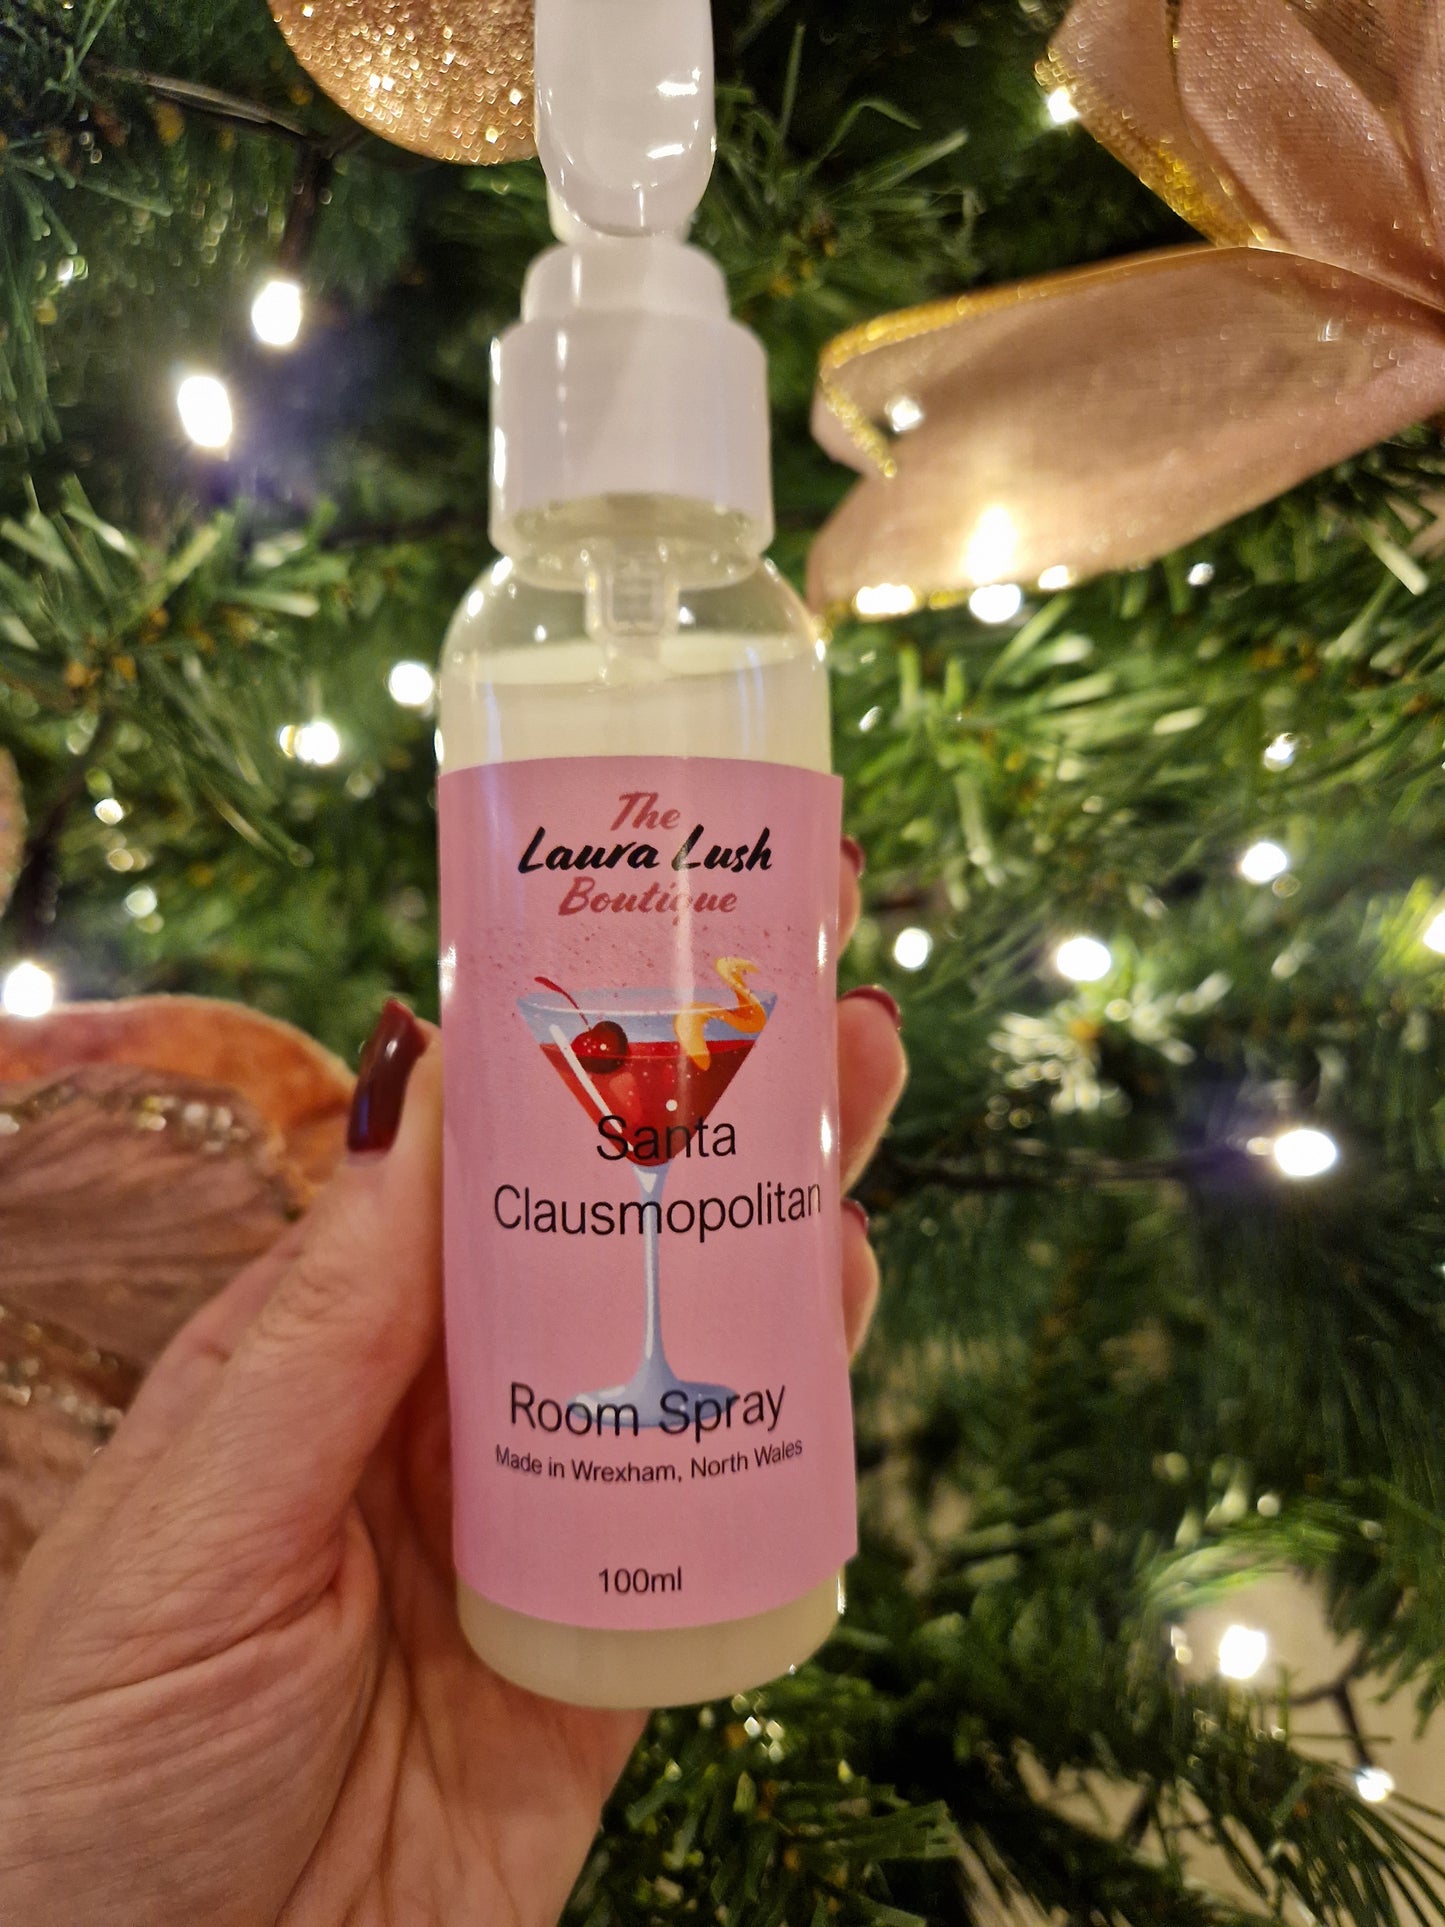 The
Laura Lush
Boutique
Santa
Clausmopolitan
Room Spray
Made in Wrexham, North Wales
100ml